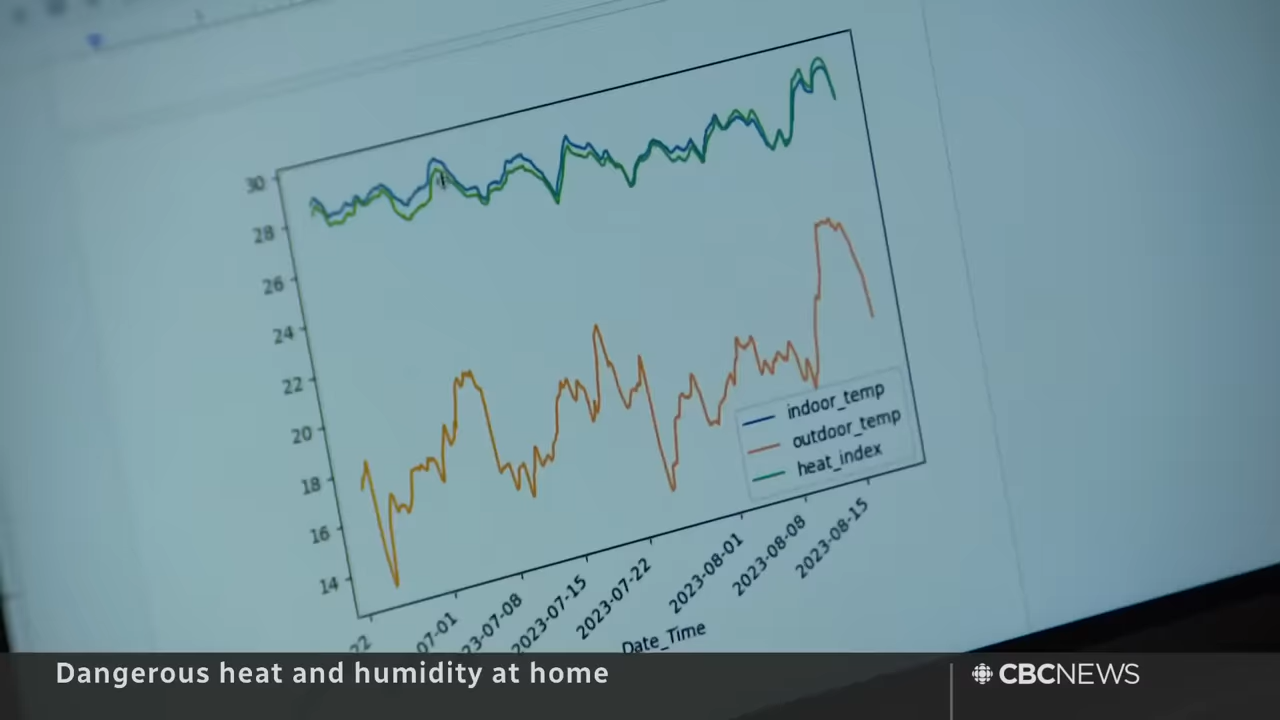 30
28
26
24
22
20
18
16
14
indoor_temp
outdoor_temp
heat_index
22
07-01
23-07-08
2023-07-15
2023-07-22
2023-08-01
2023-08-08
2023-08-15
Date_Time
Dangerous heat and humidity at home
CBCNEWS